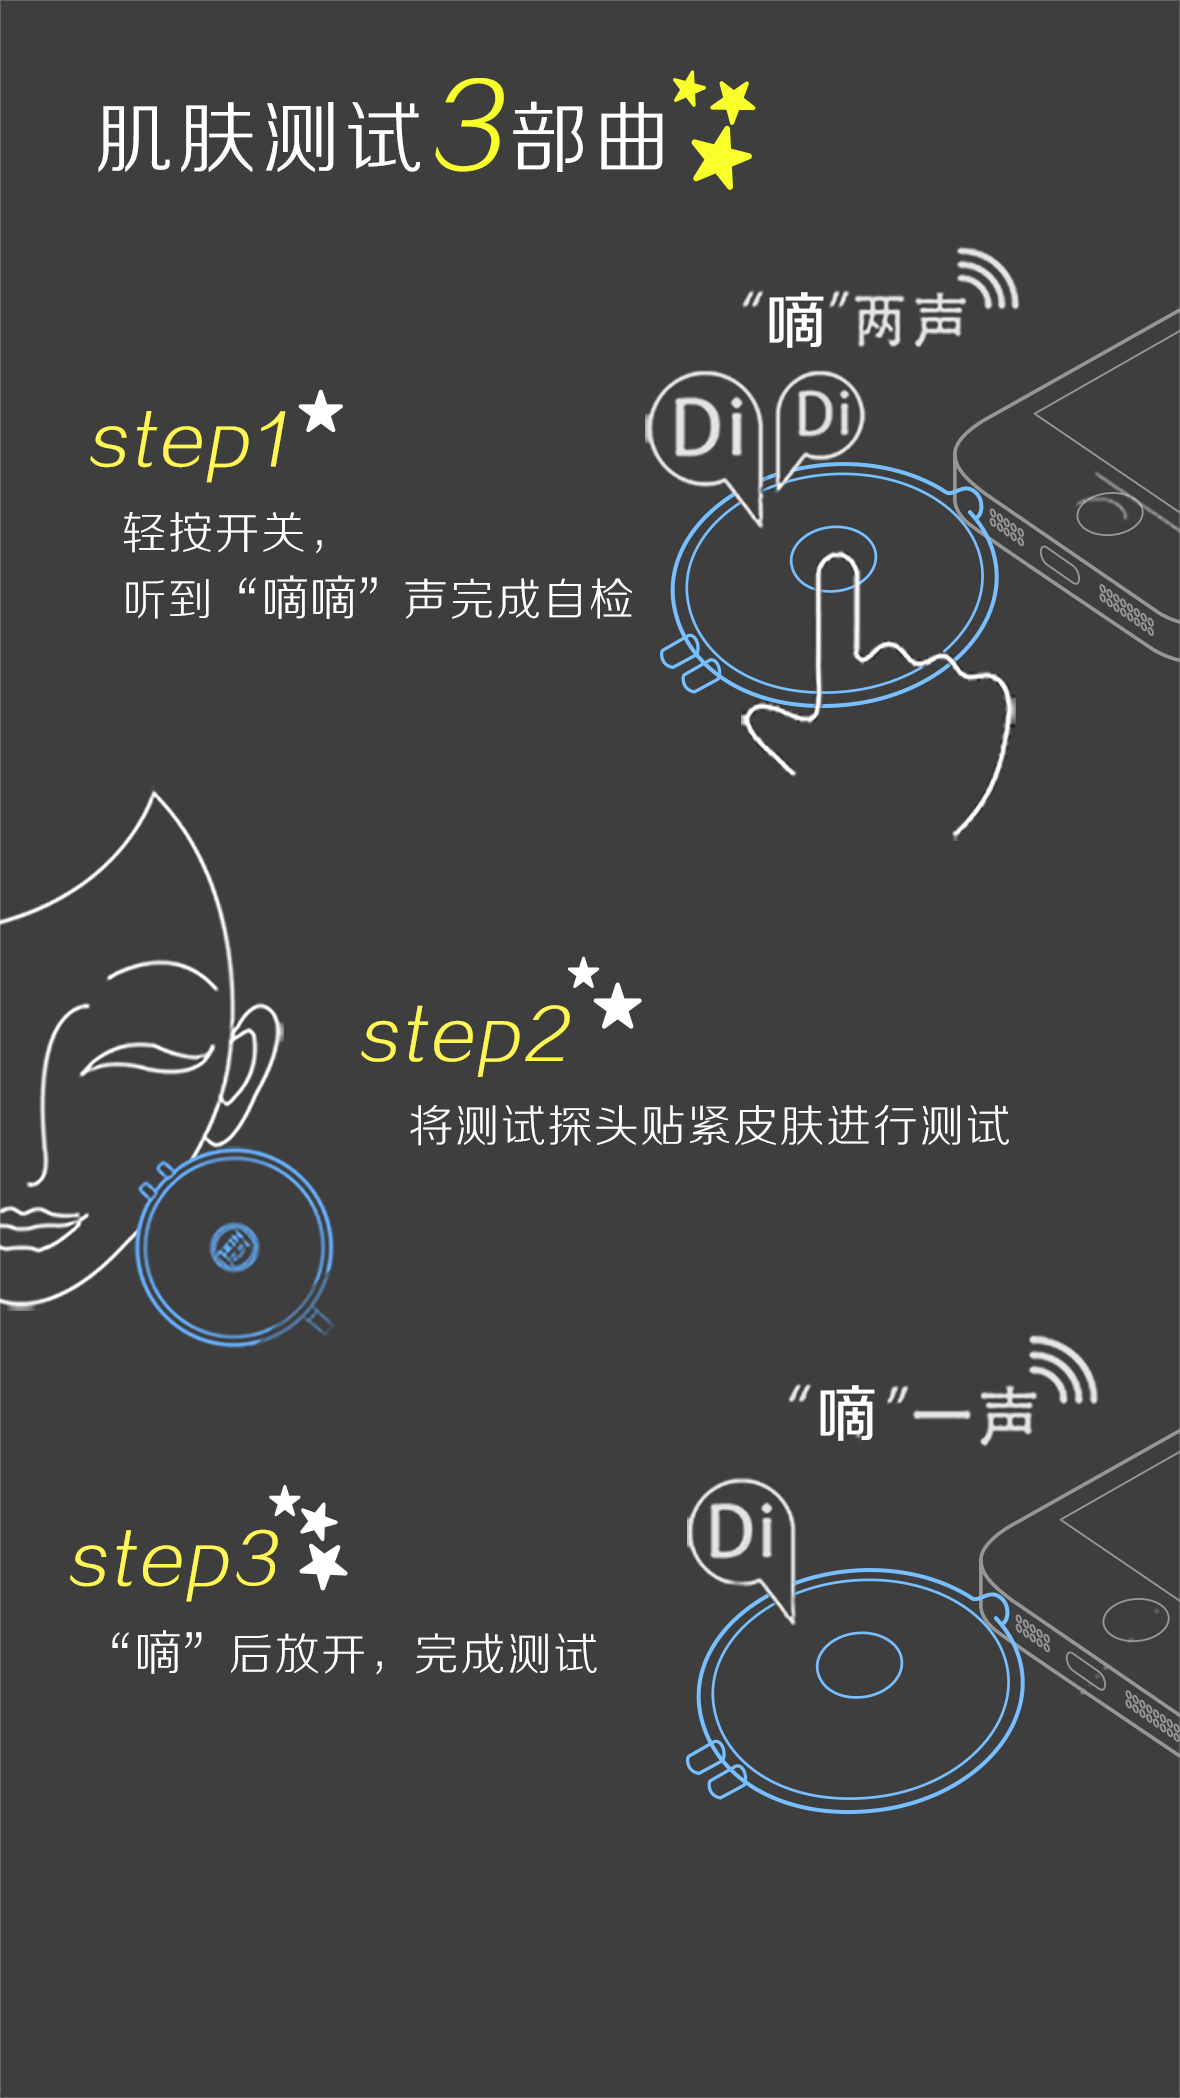 肌肤测试3部曲
“嘀”两声
Di Di
step1
轻按开关，
听到“嘀嘀”声完成自检
step2
将测试探头贴紧皮肤进行测试
“嘀”一声
Di
step3
“嘀”后放开，完成测试